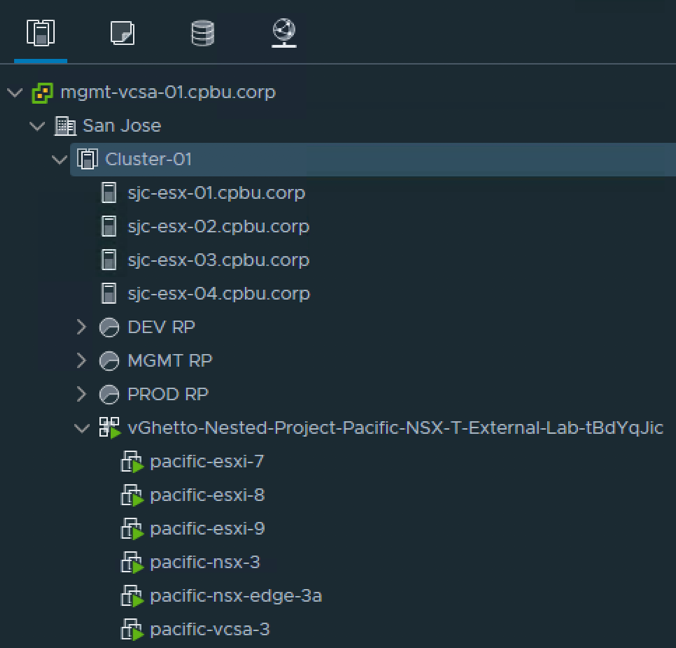 mgmt-vcsa-01.cpbu.corp
San Jose
Cluster-01
sjc-esx-01.cpbu.corp
sjc-esx-02.cpbu.corp
sjc-esx-03.cpbu.corp
sjc-esx-04.cpbu.corp
DEV RP
MGMT RP
PROD RP
vGhetto-Nested-Project-Pacific-NSX-T-External-Lab-tBdYqJic
pacific-esxi-7
pacific-esxi-8
pacific-esxi-9
pacific-nsx-3
pacific-nsx-edge-3a
pacific-vcsa-3